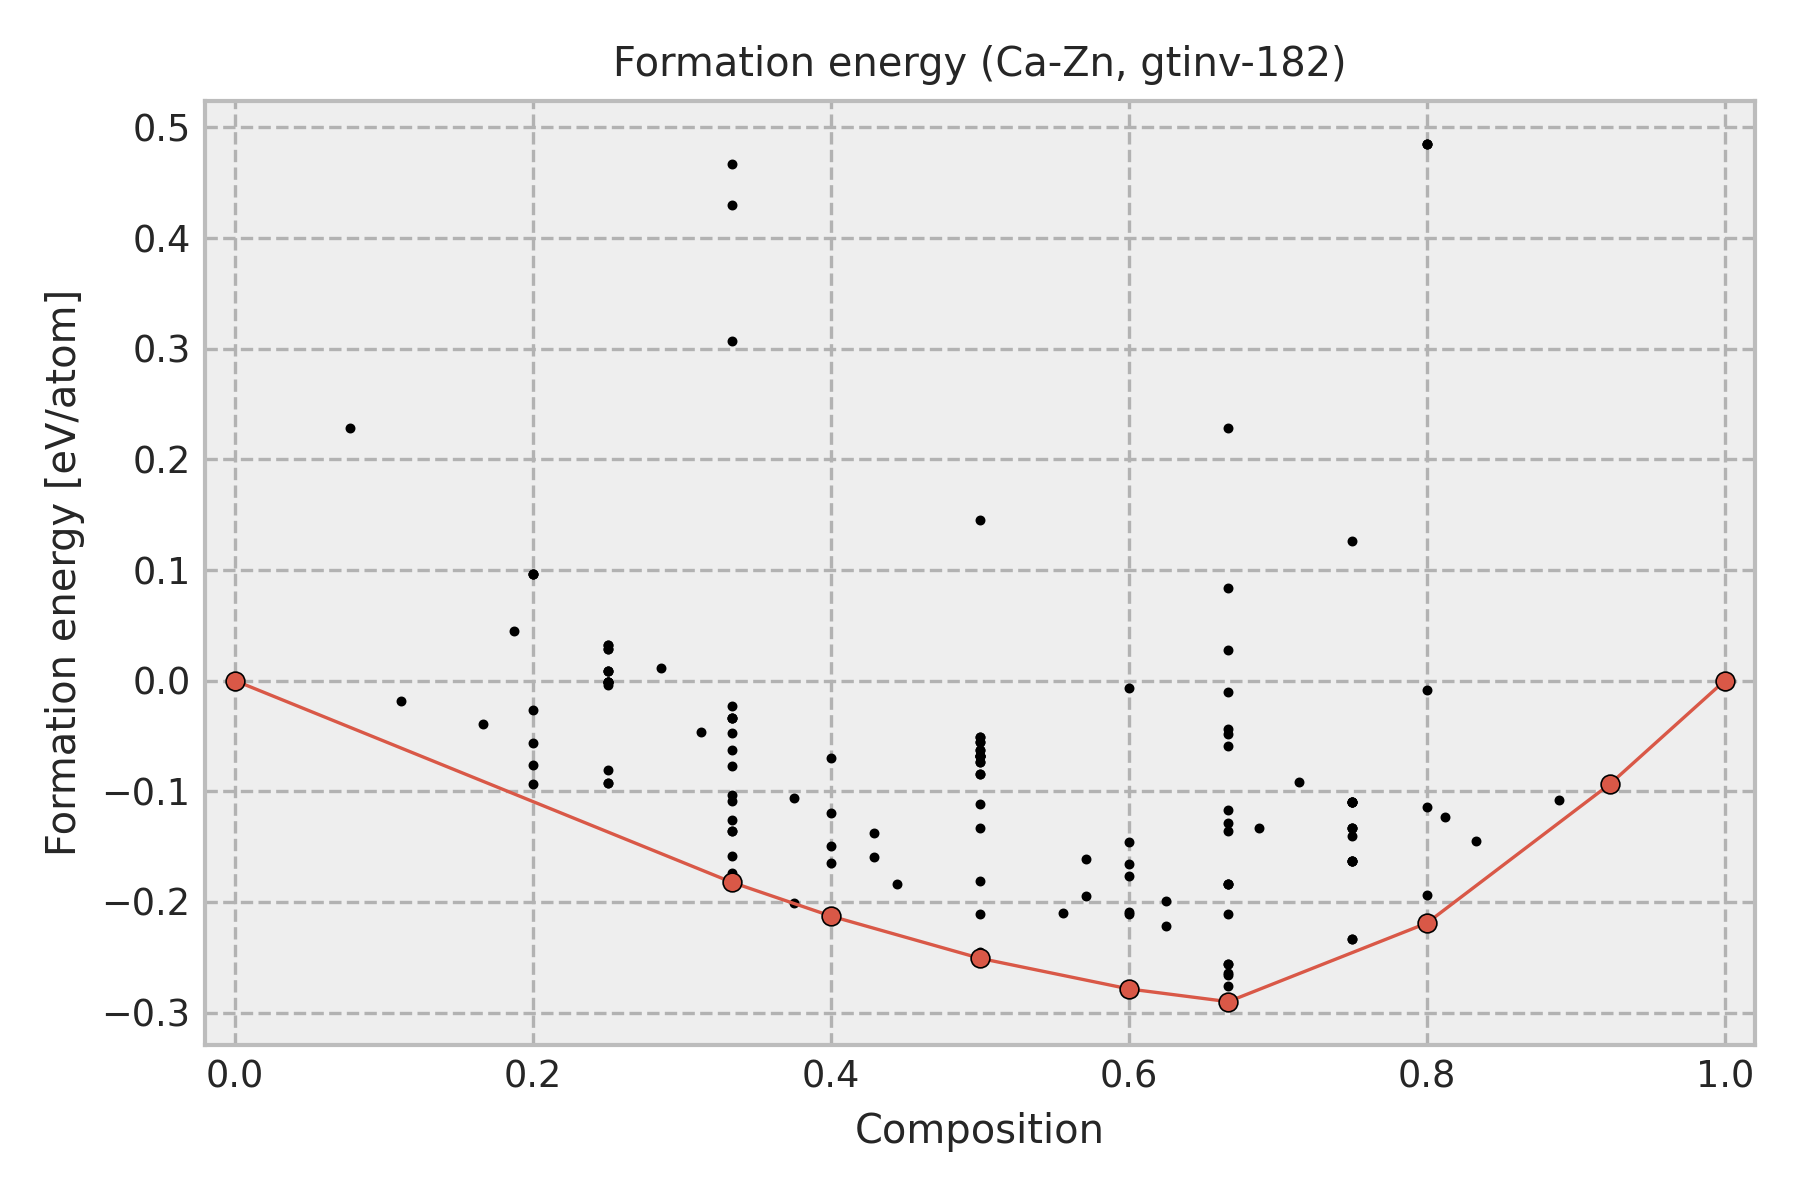 Formation energy (Ca-Zn, gtinv-182)
Formation energy [eV/atom]
0.5
0.4
0.3
0.2
0.1
0.0
−0.1
−0.2
−0.3
0.0 0.2 0.4 0.6 0.8 1.0
Composition